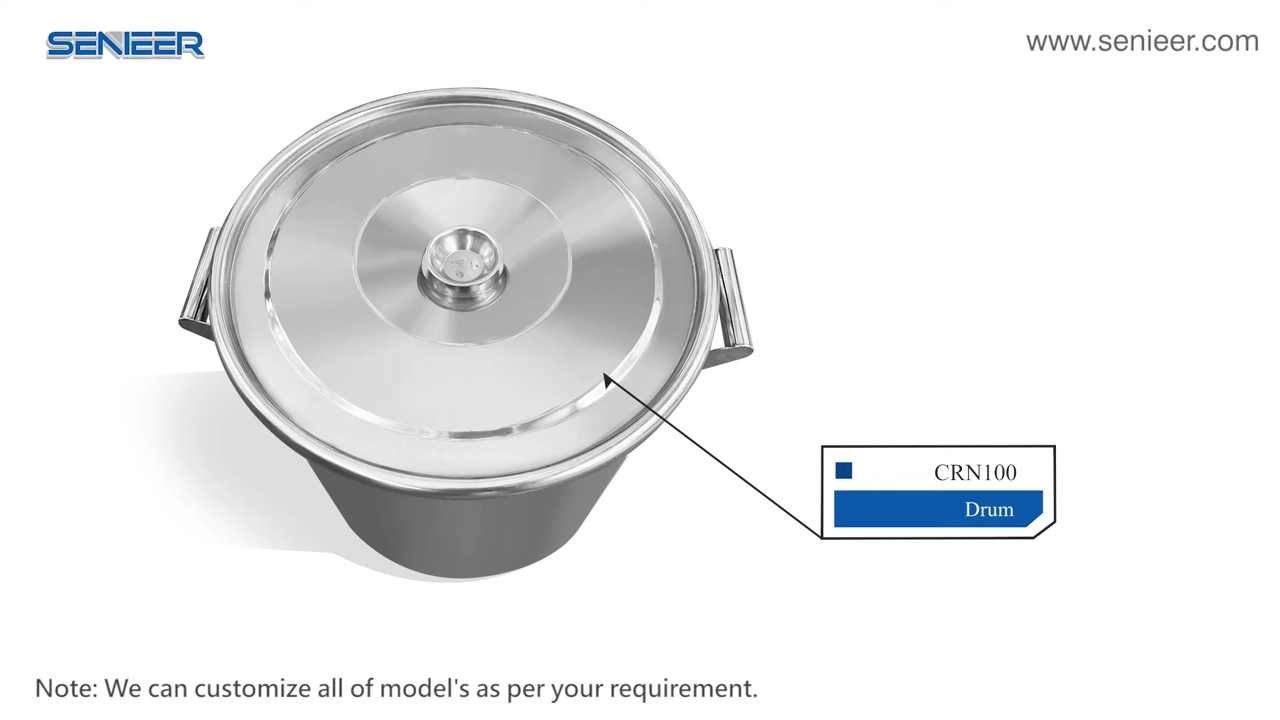 SENIEER
www.senieer.com
CRN100
Drum
Note: We can customize all of model's as per your requirement.